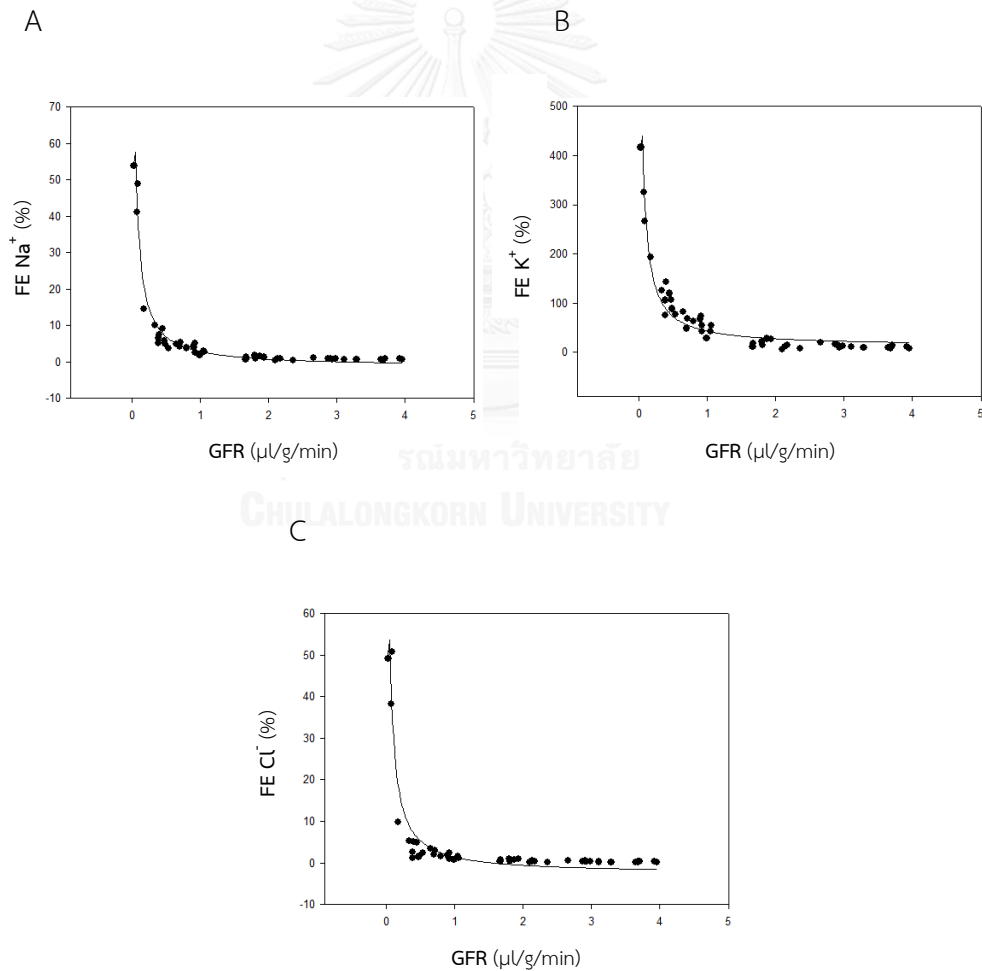 A
B
70
60
50
40
30
20
10
0
-10
FE Na⁺ (%)
0 1 2 3 4 5
GFR (µl/g/min)
500
400
300
200
100
0
FE K⁺ (%)
0 1 2 3 4 5
GFR (µl/g/min)
รณ์มหาวิทยาลัย
CHULALONGKORN UNIVERSITY
C
60
50
40
30
20
10
0
-10
FE Cl⁻ (%)
0 1 2 3 4 5
GFR (µl/g/min)